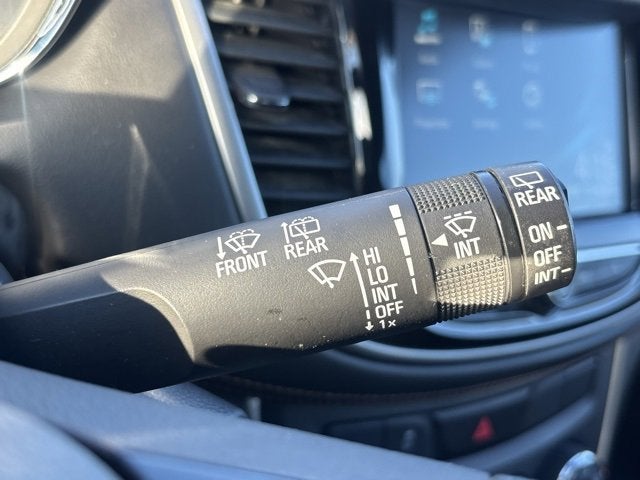 FRONT
REAR
HI
LO
INT
OFF
1x
INT
REAR
ON
OFF
INT